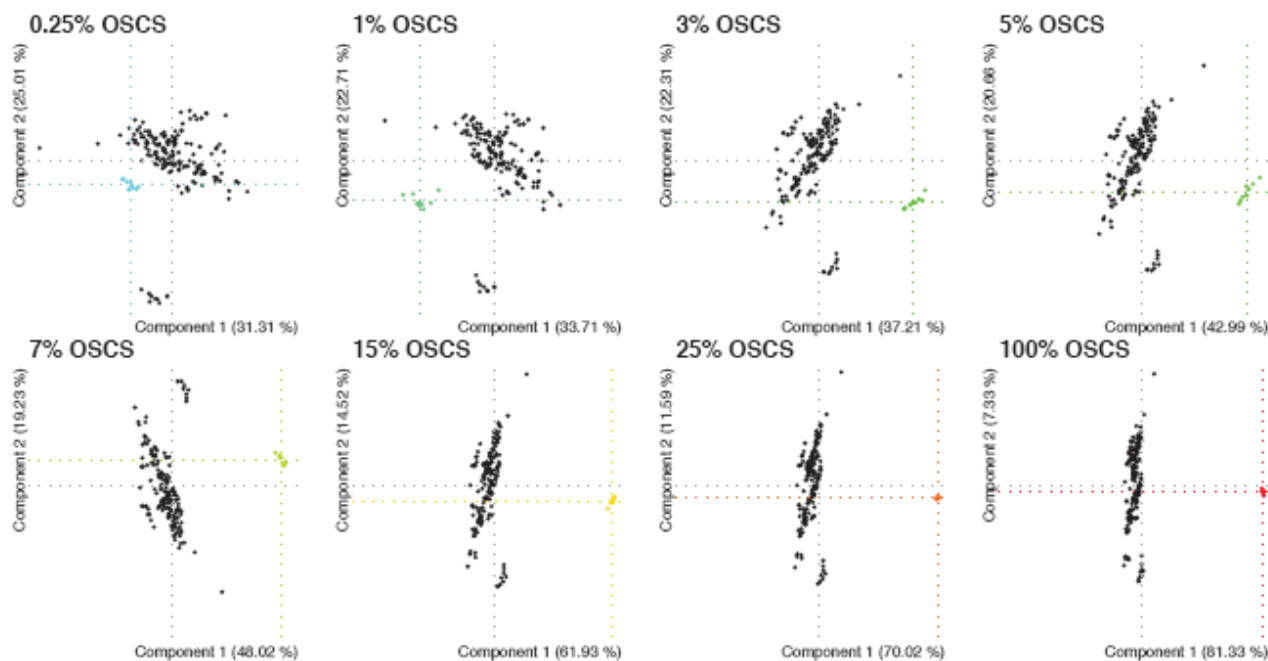 0.25% OSCS
Component 2 (25.01 %)
Component 1 (31.31 %)
1% OSCS
Component 2 (22.71 %)
Component 1 (33.71 %)
3% OSCS
Component 2 (22.31 %)
Component 1 (37.21 %)
5% OSCS
Component 2 (20.66 %)
Component 1 (42.99 %)
7% OSCS
Component 2 (19.23 %)
Component 1 (48.02 %)
15% OSCS
Component 2 (14.52 %)
Component 1 (61.93 %)
25% OSCS
Component 2 (11.59 %)
Component 1 (70.02 %)
100% OSCS
Component 2 (7.33 %)
Component 1 (81.33 %)